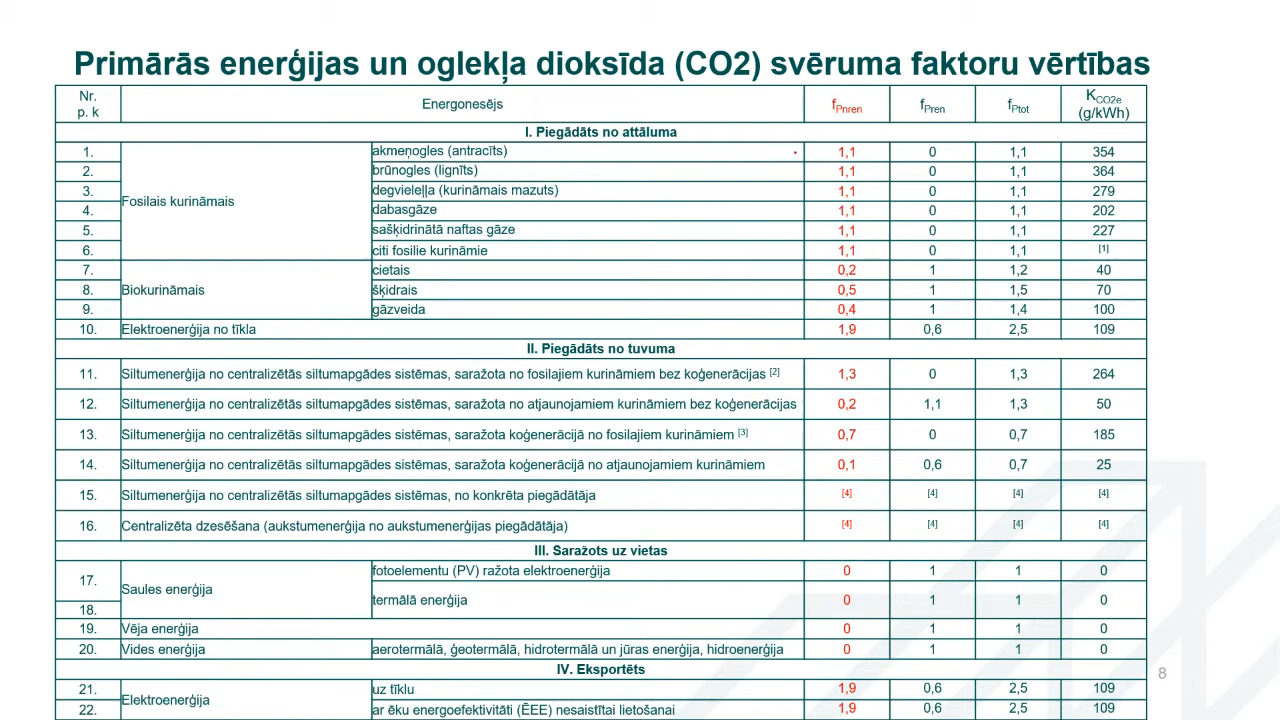 Primārās enerģijas un oglekļa dioksīda (CO2) svēruma faktoru vērtības
Nr. p. k Energonesējs fPnren fPren fPtot KCO2e (g/kWh)
I. Piegādāts no attāluma
1. Fosilais kurināmais akmeņogles (antracīts) 1,1 0 1,1 354
2. brūnogles (lignīts) 1,1 0 1,1 364
3. degvieleļļa (kurināmais mazuts) 1,1 0 1,1 279
4. dabasgāze 1,1 0 1,1 202
5. sašķidrinātā naftas gāze 1,1 0 1,1 227
6. citi fosilie kurināmie 1,1 0 1,1 [1]
7. Biokurināmais cietais 0,2 1 1,2 40
8. šķidrais 0,5 1 1,5 70
9. gāzveida 0,4 1 1,4 100
10. Elektroenerģija no tīkla 1,9 0,6 2,5 109
II. Piegādāts no tuvuma
11. Siltumenerģija no centralizētās siltumapgādes sistēmas, saražota no fosilajiem kurināmiem bez koģenerācijas [2] 1,3 0 1,3 264
12. Siltumenerģija no centralizētās siltumapgādes sistēmas, saražota no atjaunojamiem kurināmiem bez koģenerācijas 0,2 1,1 1,3 50
13. Siltumenerģija no centralizētās siltumapgādes sistēmas, saražota koģenerācijā no fosilajiem kurināmiem [3] 0,7 0 0,7 185
14. Siltumenerģija no centralizētās siltumapgādes sistēmas, saražota koģenerācijā no atjaunojamiem kurināmiem 0,1 0,6 0,7 25
15. Siltumenerģija no centralizētās siltumapgādes sistēmas, no konkrēta piegādātāja [4] [4] [4] [4]
16. Centralizēta dzesēšana (aukstumenerģija no aukstumenerģijas piegādātāja) [4] [4] [4] [4]
III. Saražots uz vietas
17. Saules enerģija fotoelementu (PV) ražota elektroenerģija 0 1 1 0
18. termālā enerģija 0 1 1 0
19. Vēja enerģija 0 1 1 0
20. Vides enerģija aerotermālā, ģeotermālā, hidrotermālā un jūras enerģija, hidroenerģija 0 1 1 0
IV. Eksportēts
21. Elektroenerģija uz tīklu 1,9 0,6 2,5 109
22. ar ēku energoefektivitāti (ĒEE) nesaistītai lietošanai 1,9 0,6 2,5 109
8